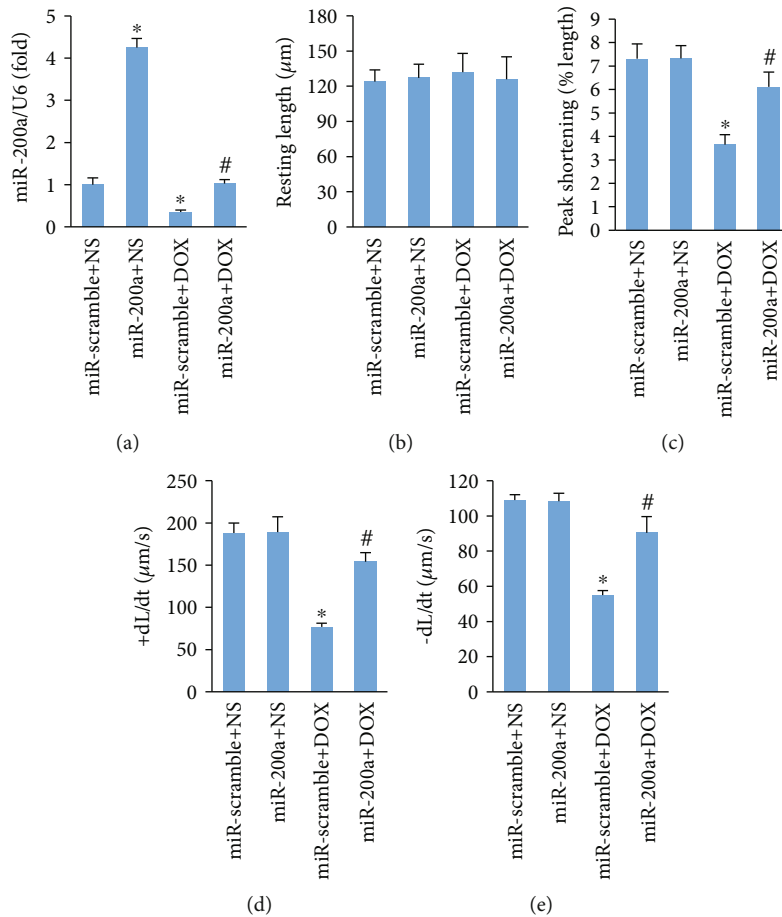 miR-200a/U6 (fold)
5
4
3
2
1
0
*
*
#
miR-scramble+NS
miR-200a+NS
miR-scramble+DOX
miR-200a+DOX
(a)
Resting length (μm)
180
150
120
90
60
30
0
miR-scramble+NS
miR-200a+NS
miR-scramble+DOX
miR-200a+DOX
(b)
Peak shortening (% length)
9
8
7
6
5
4
3
2
1
0
*
#
miR-scramble+NS
miR-200a+NS
miR-scramble+DOX
miR-200a+DOX
(c)
+dL/dt (μm/s)
250
200
150
100
50
0
*
#
miR-scramble+NS
miR-200a+NS
miR-scramble+DOX
miR-200a+DOX
(d)
-dL/dt (μm/s)
120
100
80
60
40
20
0
*
#
miR-scramble+NS
miR-200a+NS
miR-scramble+DOX
miR-200a+DOX
(e)